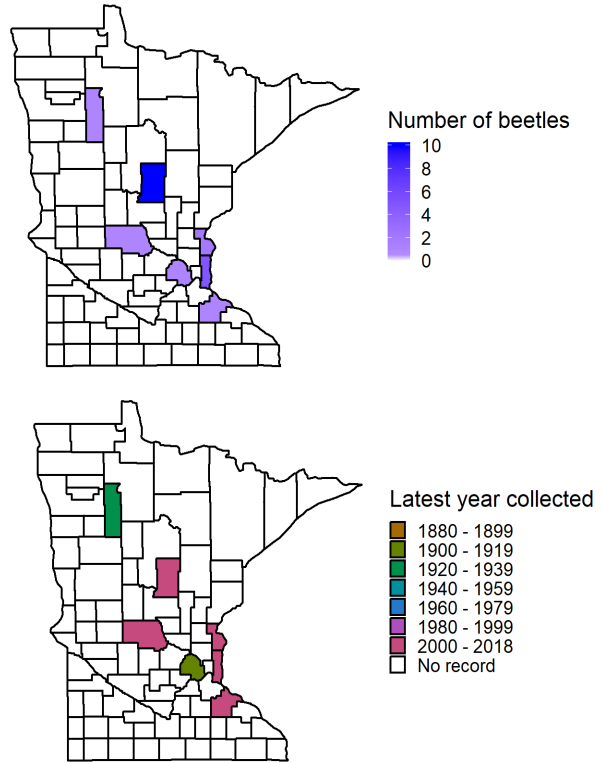 Number of beetles
10
8
6
4
2
0
Latest year collected
1880 - 1899
1900 - 1919
1920 - 1939
1940 - 1959
1960 - 1979
1980 - 1999
2000 - 2018
No record